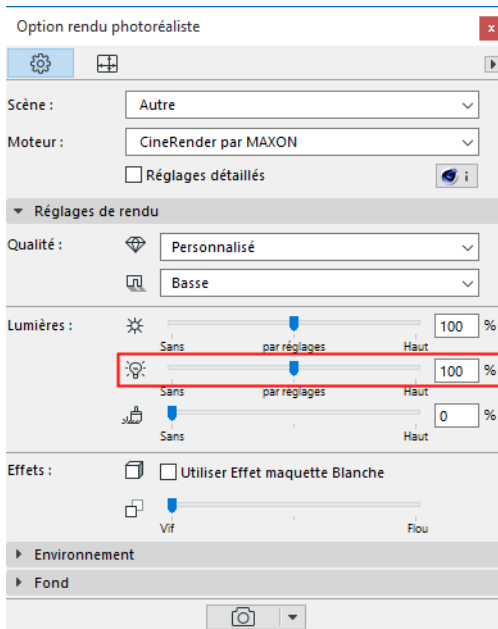 Option rendu photoréaliste
x
Scène :
Autre
Moteur :
CineRender par MAXON
Réglages détaillés
i
Réglages de rendu
Qualité :
Personnalisé
Basse
Lumières :
100 %
Sans par réglages Haut
100 %
Sans par réglages Haut
0 %
Sans Haut
Effets :
Utiliser Effet maquette Blanche
Vif Flou
Environnement
Fond